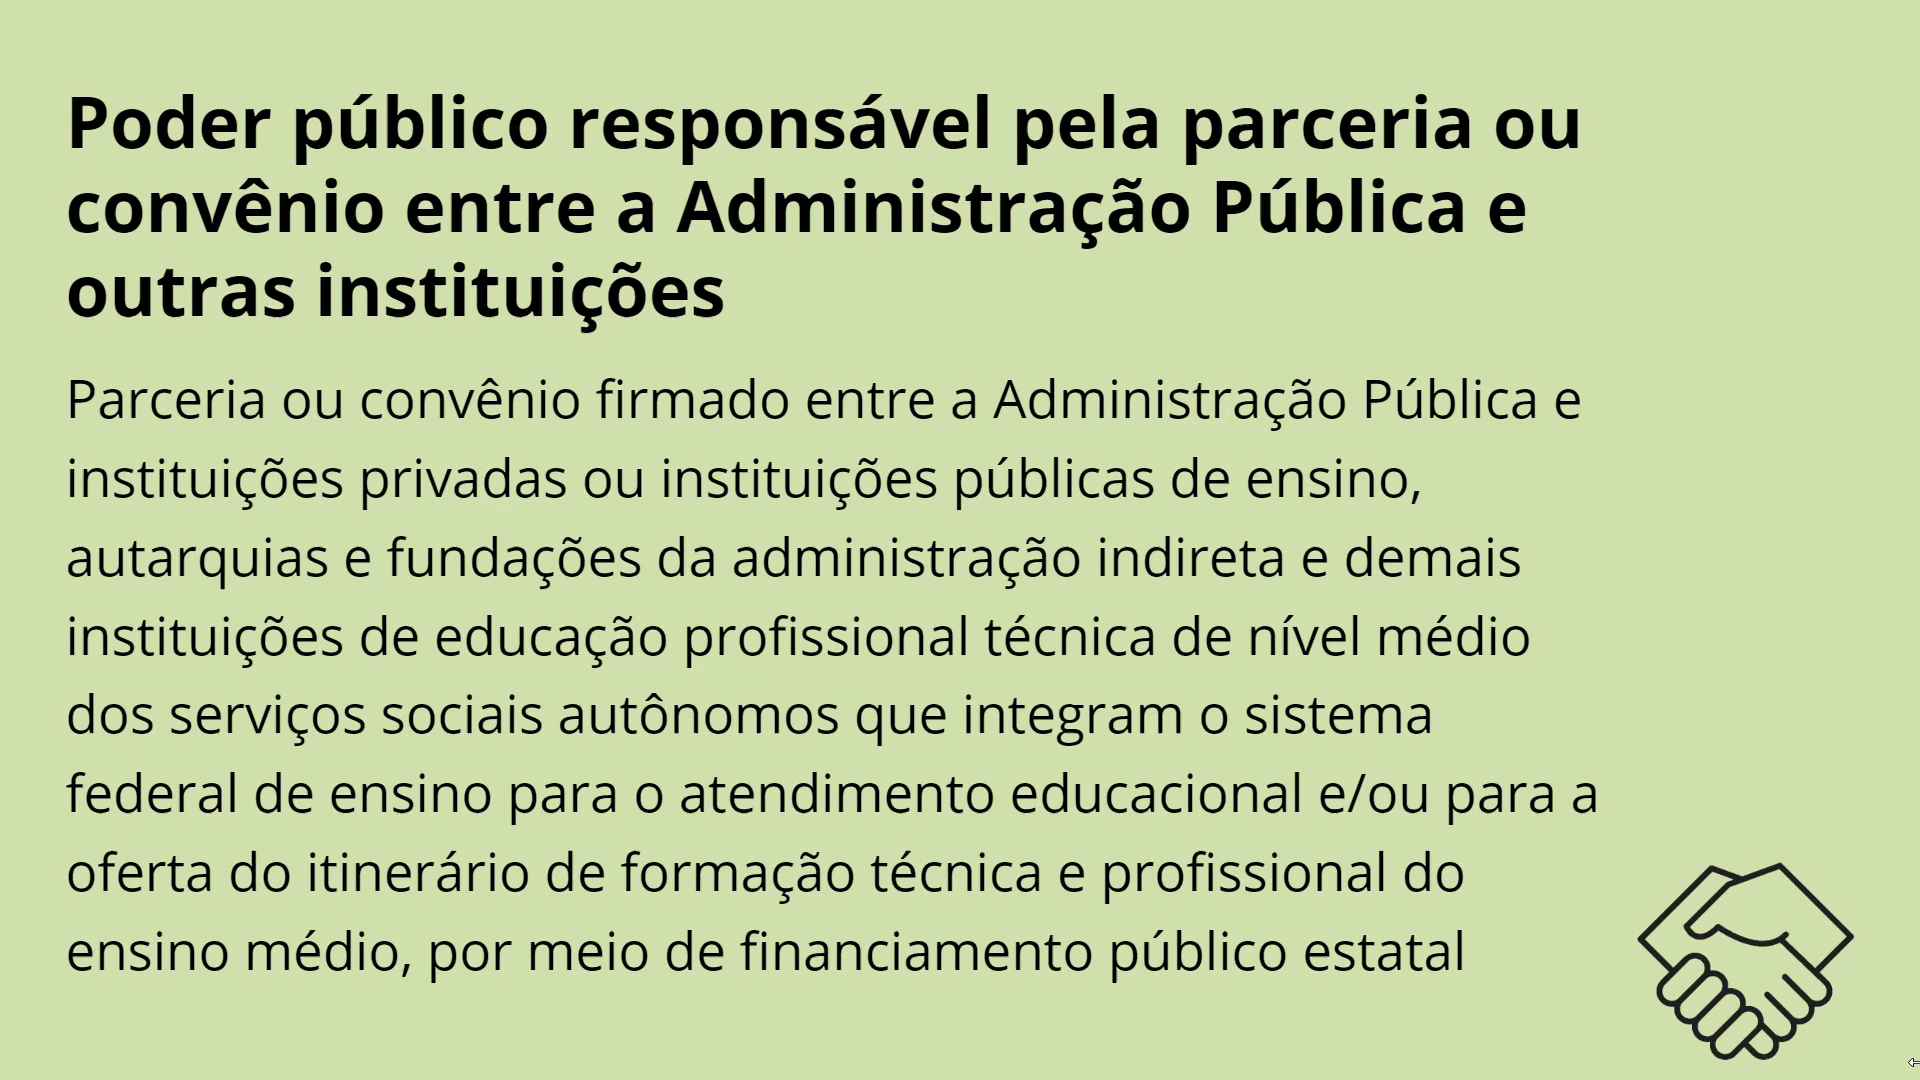 Poder público responsável pela parceria ou
convênio entre a Administração Pública e
outras instituições
Parceria ou convênio firmado entre a Administração Pública e
instituições privadas ou instituições públicas de ensino,
autarquias e fundações da administração indireta e demais
instituições de educação profissional técnica de nível médio
dos serviços sociais autônomos que integram o sistema
federal de ensino para o atendimento educacional e/ou para a
oferta do itinerário de formação técnica e profissional do
ensino médio, por meio de financiamento público estatal